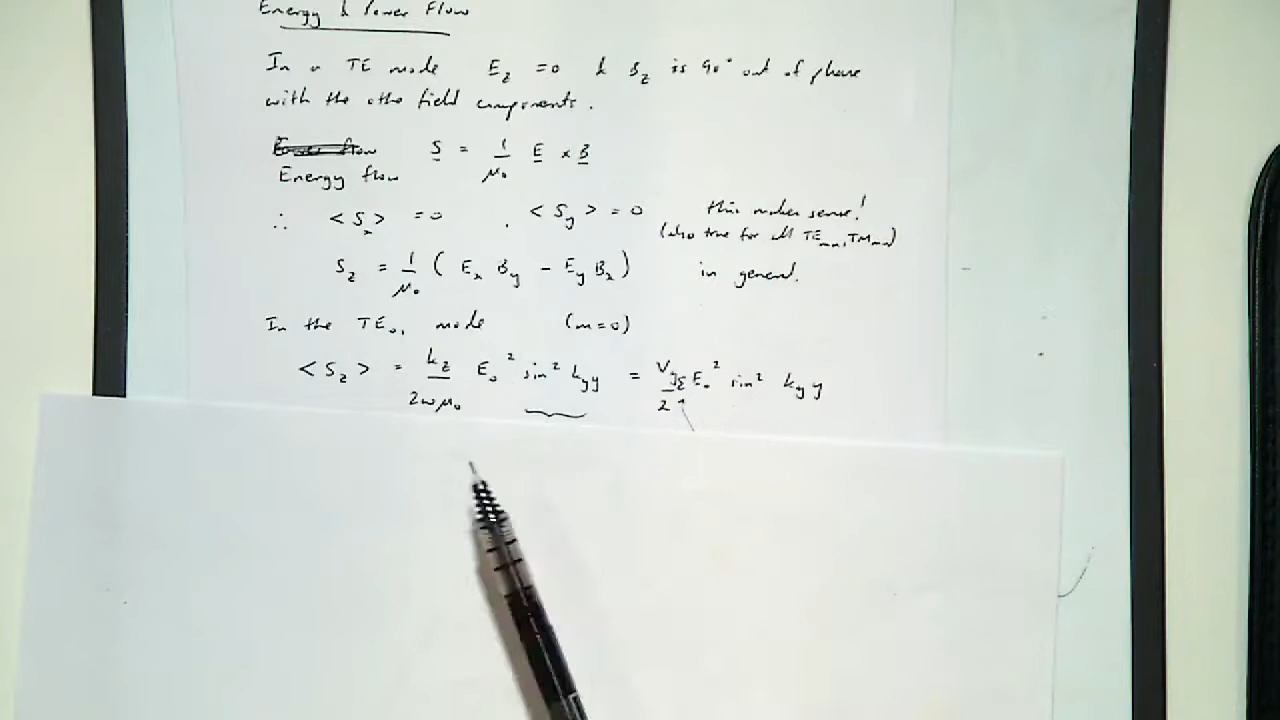 Energy & Power Flow
In a TE mode E_z = 0 & B_z is 90° out of phase
with the othe field components.
S = 1/μ₀ E × B
Energy flow
∴ <S_x> = 0 , <S_y> = 0 this makes sense!
(also true for all TE_mn, TM_mn)
S_z = 1/μ₀ ( E_x B_y - E_y B_x ) in general.
In the TE₀₁ mode (m=0)
<S_z> = k_z/2ωμ₀ E₀² sin² k_y y = V_g/2 ε E₀² sin² k_y y